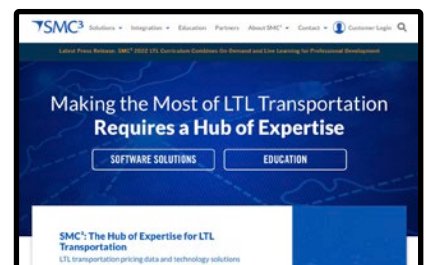 SMC³ Solutions Integration Education Partners About SMC³ Contact Customer Login
Latest Press Release: SMC³ 2022 LTL Curriculum Combines On-Demand and Live Learning for Professional Development
Making the Most of LTL Transportation
Requires a Hub of Expertise
SOFTWARE SOLUTIONS EDUCATION
SMC³: The Hub of Expertise for LTL
Transportation
LTL transportation pricing data and technology solutions